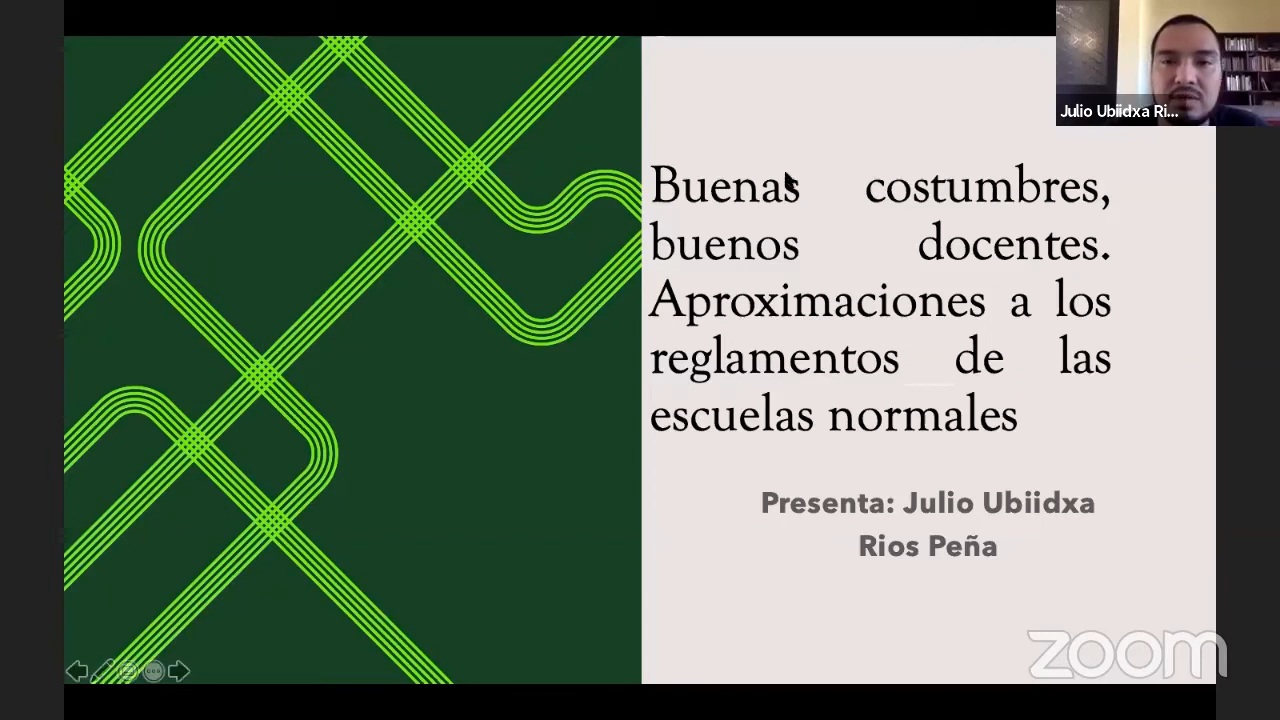 Julio Ubiidxa Ri...
Buenas costumbres,
buenos docentes.
Aproximaciones a los
reglamentos de las
escuelas normales
Presenta: Julio Ubiidxa
Rios Peña
zoom